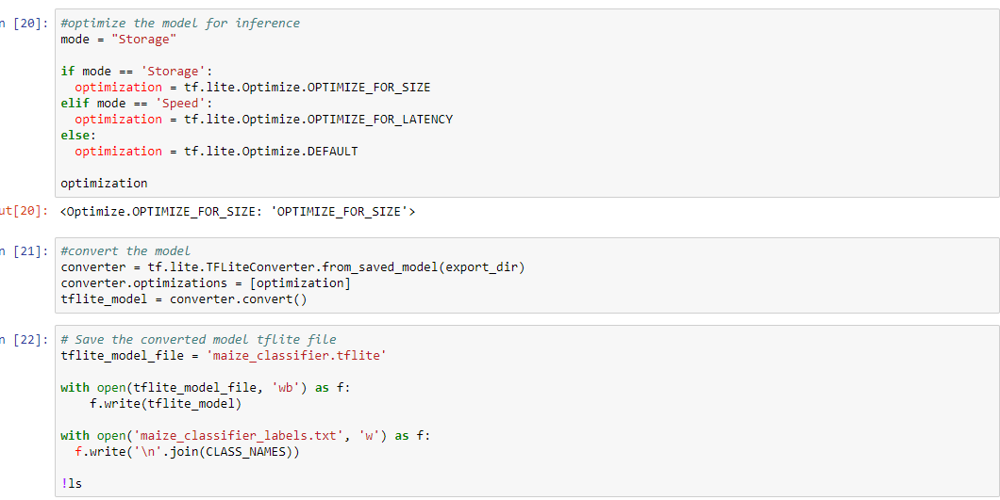 n [20]: #optimize the model for inference
mode = "Storage"
if mode == 'Storage':
optimization = tf.lite.Optimize.OPTIMIZE_FOR_SIZE
elif mode == 'Speed':
optimization = tf.lite.Optimize.OPTIMIZE_FOR_LATENCY
else:
optimization = tf.lite.Optimize.DEFAULT
optimization
ut[20]: <Optimize.OPTIMIZE_FOR_SIZE: 'OPTIMIZE_FOR_SIZE'>
n [21]: #convert the model
converter = tf.lite.TFLiteConverter.from_saved_model(export_dir)
converter.optimizations = [optimization]
tflite_model = converter.convert()
n [22]: # Save the converted model tflite file
tflite_model_file = 'maize_classifier.tflite'
with open(tflite_model_file, 'wb') as f:
f.write(tflite_model)
with open('maize_classifier_labels.txt', 'w') as f:
f.write('\n'.join(CLASS_NAMES))
!ls